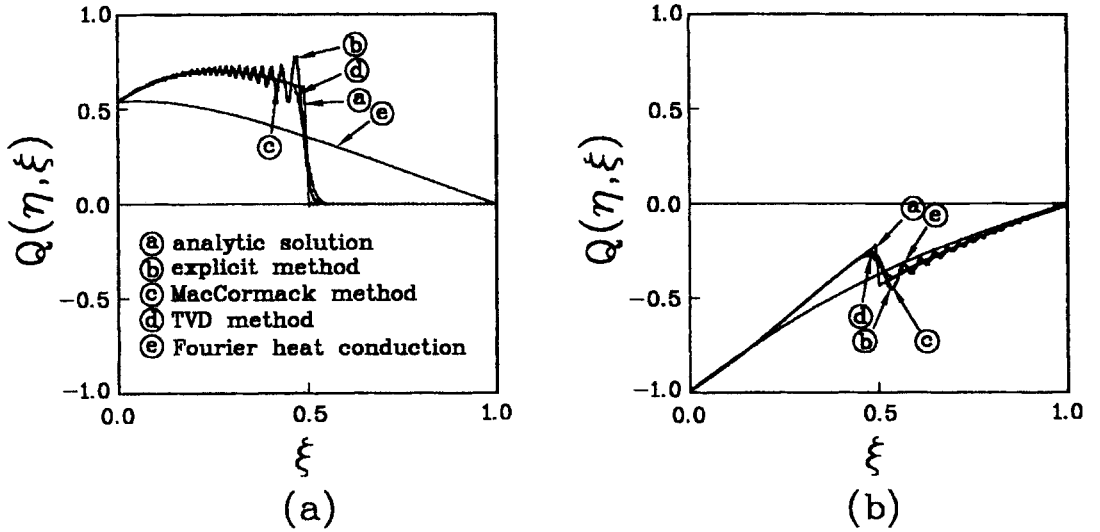 1.0
0.5
0.0
−0.5
−1.0
Q(η,ξ)
ⓑ
ⓓ
ⓐ
ⓔ
ⓒ
ⓐ analytic solution
ⓑ explicit method
ⓒ MacCormack method
ⓓ TVD method
ⓔ Fourier heat conduction
0.0 0.5 1.0
ξ
(a)
1.0
0.5
0.0
−0.5
−1.0
Q(η,ξ)
ⓐ ⓔ
ⓓ
ⓑ ⓒ
0.0 0.5 1.0
ξ
(b)